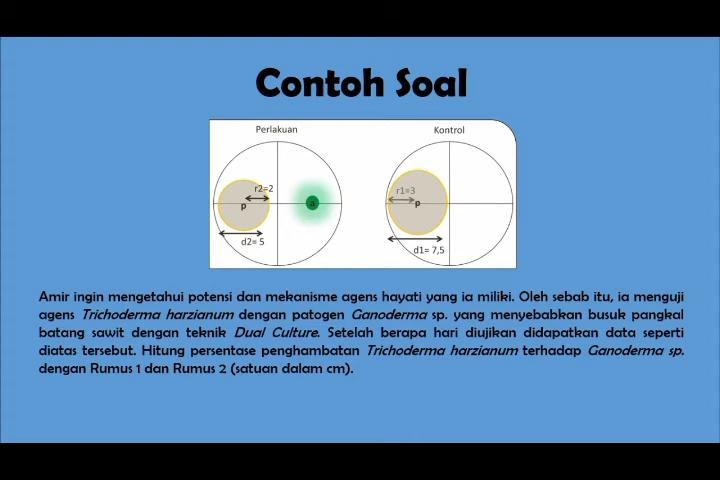 Contoh Soal
Perlakuan
Kontrol
r2=2
p
a
d2= 5
r1=3
p
d1= 7,5
Amir ingin mengetahui potensi dan mekanisme agens hayati yang ia miliki. Oleh sebab itu, ia menguji
agens Trichoderma harzianum dengan patogen Ganoderma sp. yang menyebabkan busuk pangkal
batang sawit dengan teknik Dual Culture. Setelah berapa hari diujikan didapatkan data seperti
diatas tersebut. Hitung persentase penghambatan Trichoderma harzianum terhadap Ganoderma sp.
dengan Rumus 1 dan Rumus 2 (satuan dalam cm).